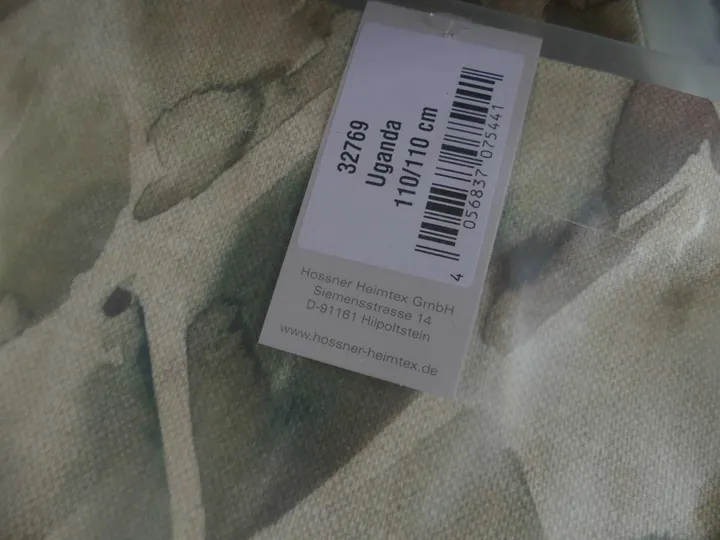 32769
Uganda
110/110 cm
4 056837 075441
Hossner Heimtex GmbH
Siemensstrasse 14
D-91161 Hilpoltstein
www.hossner-heimtex.de